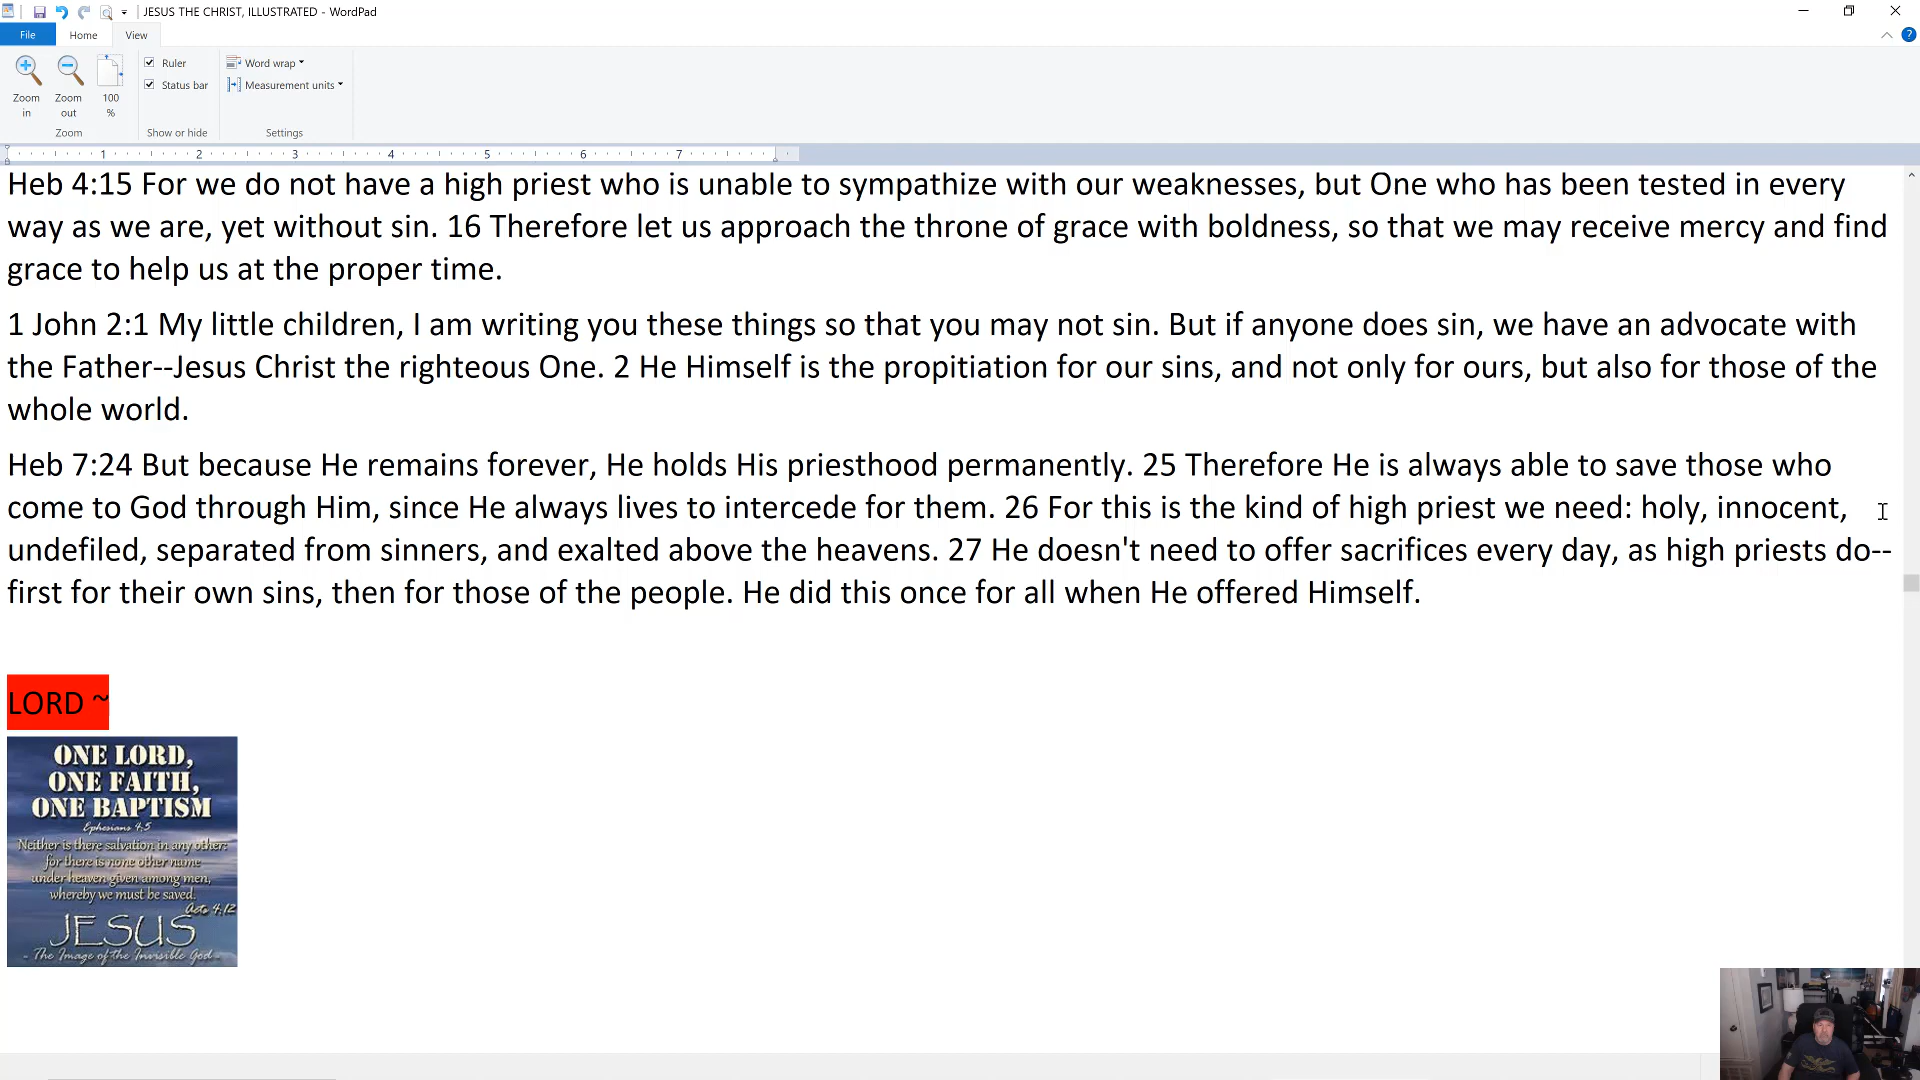 JESUS THE CHRIST, ILLUSTRATED - WordPad
File
Home
View
Zoom in
Zoom out
100 %
Ruler
Status bar
Word wrap
Measurement units
Zoom
Show or hide
Settings
1 2 3 4 5 6 7
Heb 4:15 For we do not have a high priest who is unable to sympathize with our weaknesses, but One who has been tested in every
way as we are, yet without sin. 16 Therefore let us approach the throne of grace with boldness, so that we may receive mercy and find
grace to help us at the proper time.
1 John 2:1 My little children, I am writing you these things so that you may not sin. But if anyone does sin, we have an advocate with
the Father--Jesus Christ the righteous One. 2 He Himself is the propitiation for our sins, and not only for ours, but also for those of the
whole world.
Heb 7:24 But because He remains forever, He holds His priesthood permanently. 25 Therefore He is always able to save those who
come to God through Him, since He always lives to intercede for them. 26 For this is the kind of high priest we need: holy, innocent,
undefiled, separated from sinners, and exalted above the heavens. 27 He doesn't need to offer sacrifices every day, as high priests do--
first for their own sins, then for those of the people. He did this once for all when He offered Himself.
LORD ~
ONE LORD,
ONE FAITH,
ONE BAPTISM
Ephesians 4:5
Neither is there salvation in any other:
for there is none other name
under heaven given among men,
whereby we must be saved.
Acts 4:12
JESUS
- The Image of the Invisible God -